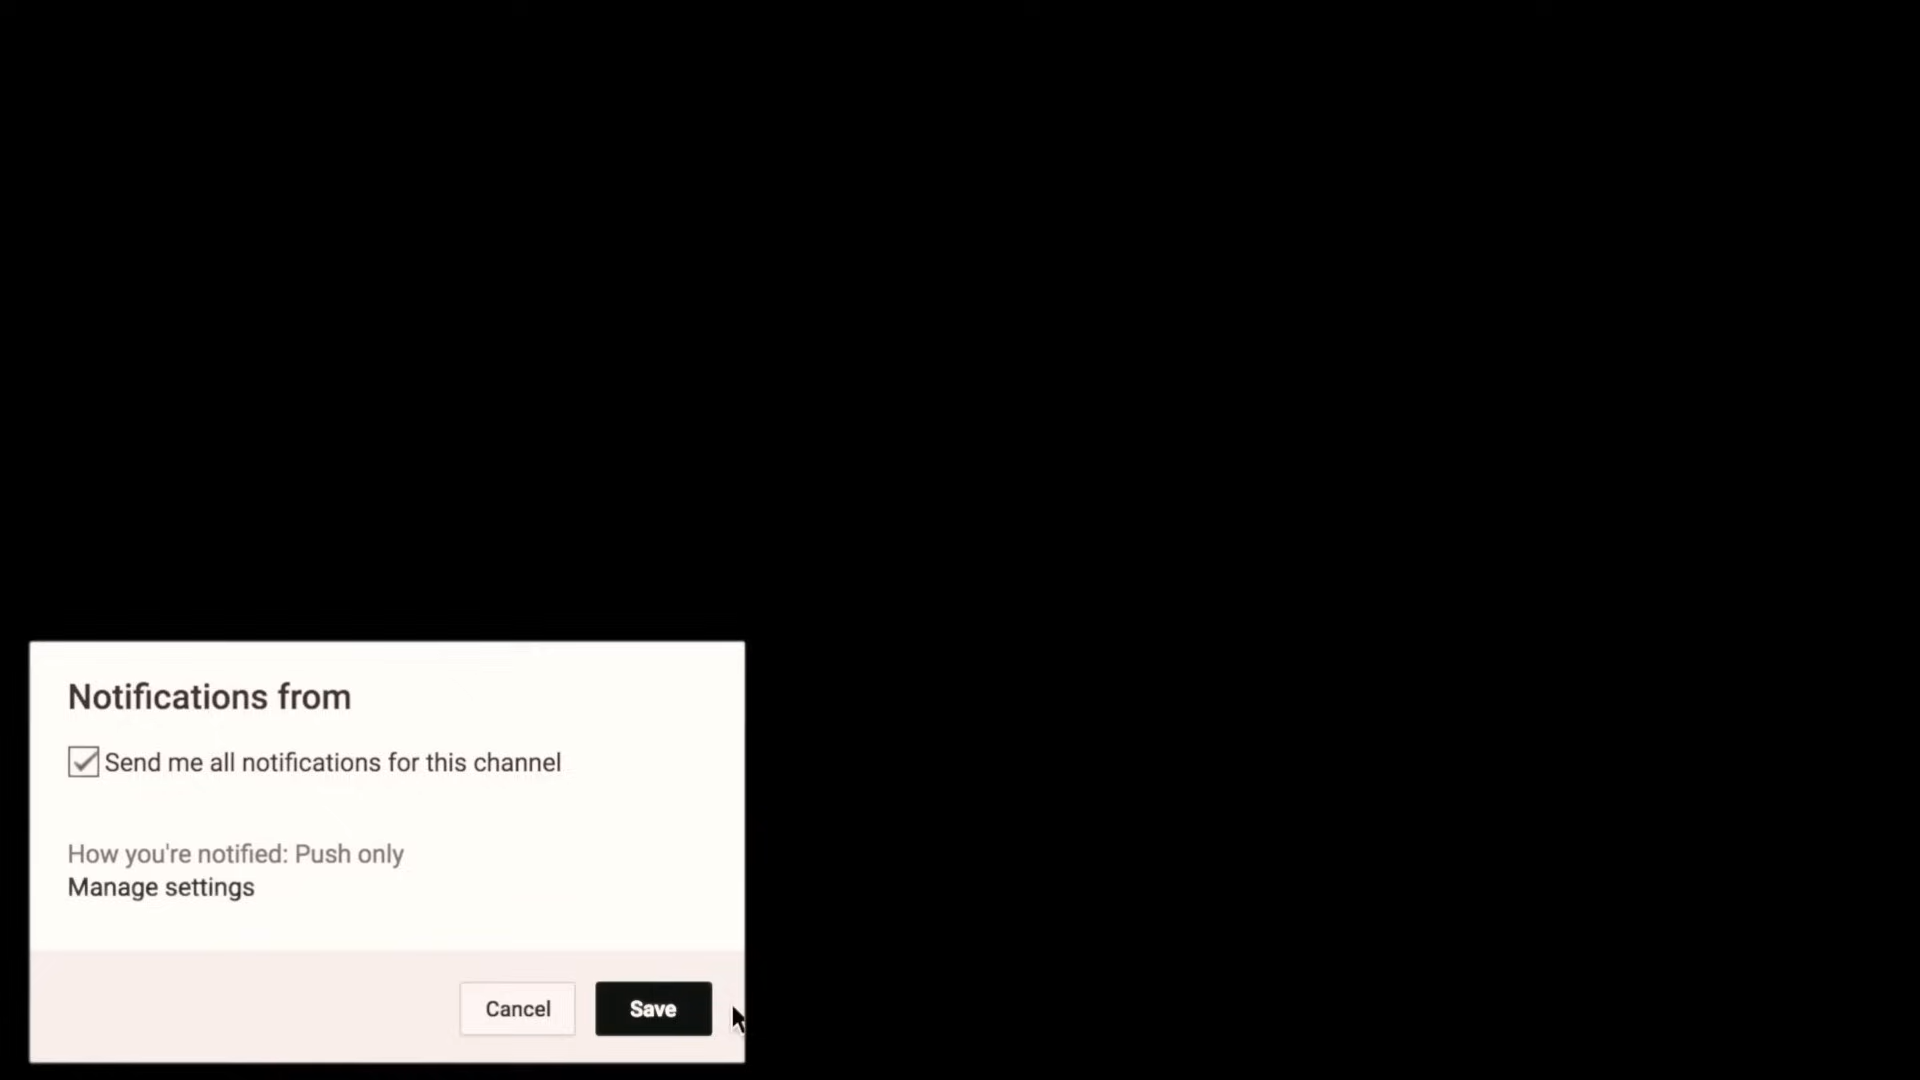 Notifications from
Send me all notifications for this channel
How you're notified: Push only
Manage settings
Cancel
Save